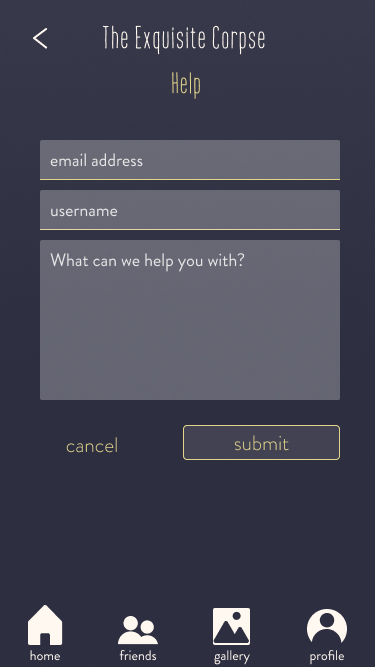 The Exquisite Corpse
Help
email address
username
What can we help you with?
cancel
submit
home
friends
gallery
profile